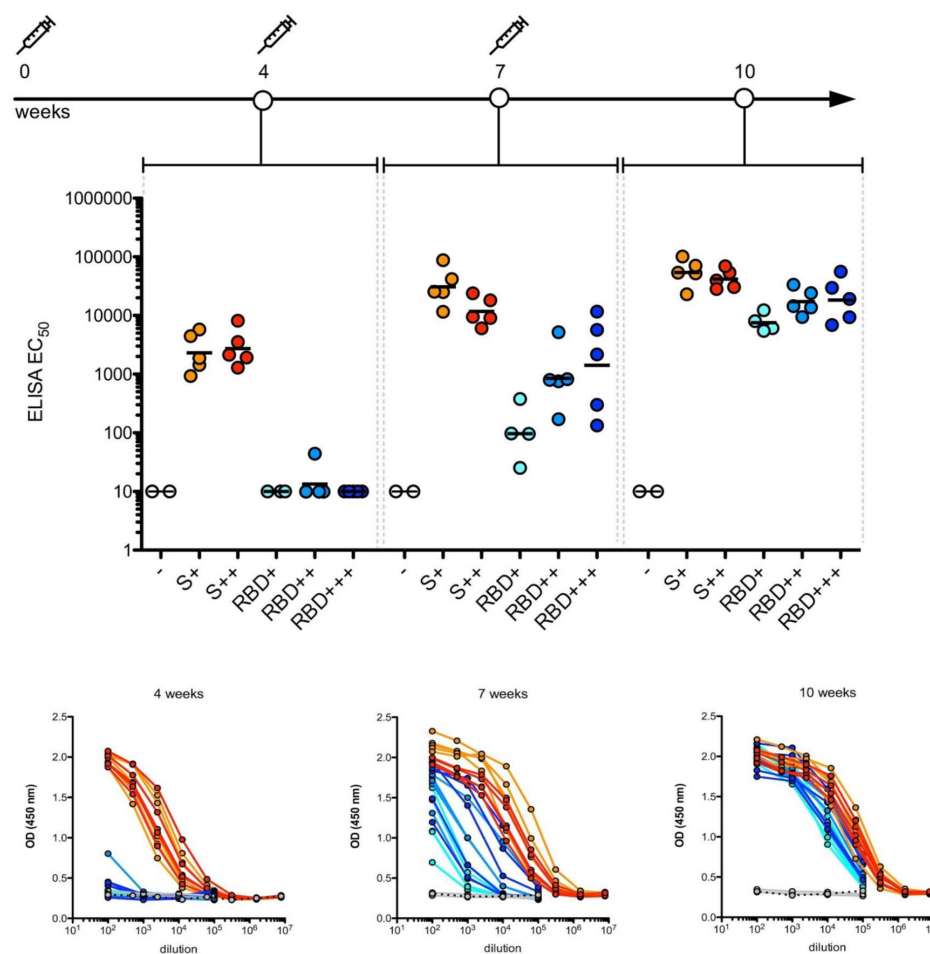 0 4 7 10
weeks
ELISA EC50
1000000
100000
10000
1000
100
10
1
- S+ S++ RBD+ RBD++ RBD+++ - S+ S++ RBD+ RBD++ RBD+++ - S+ S++ RBD+ RBD++ RBD+++
4 weeks
OD (450 nm)
2.5
2.0
1.5
1.0
0.5
0.0
10¹ 10² 10³ 10⁴ 10⁵ 10⁶ 10⁷
dilution
7 weeks
OD (450 nm)
2.5
2.0
1.5
1.0
0.5
0.0
10¹ 10² 10³ 10⁴ 10⁵ 10⁶ 10⁷
dilution
10 weeks
OD (450 nm)
2.5
2.0
1.5
1.0
0.5
0.0
10¹ 10² 10³ 10⁴ 10⁵ 10⁶
dilution